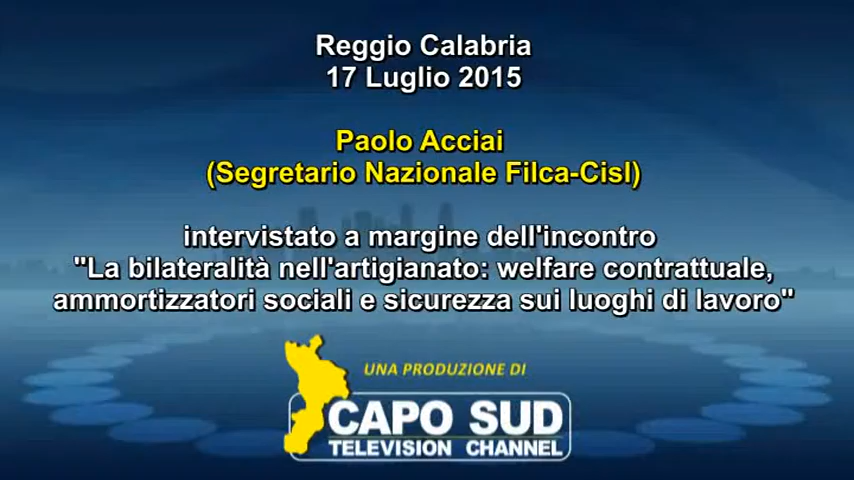 Reggio Calabria
17 Luglio 2015
Paolo Acciai
(Segretario Nazionale Filca-Cisl)
intervistato a margine dell'incontro
"La bilateralità nell'artigianato: welfare contrattuale,
ammortizzatori sociali e sicurezza sui luoghi di lavoro"
UNA PRODUZIONE DI
CAPO SUD
TELEVISION CHANNEL